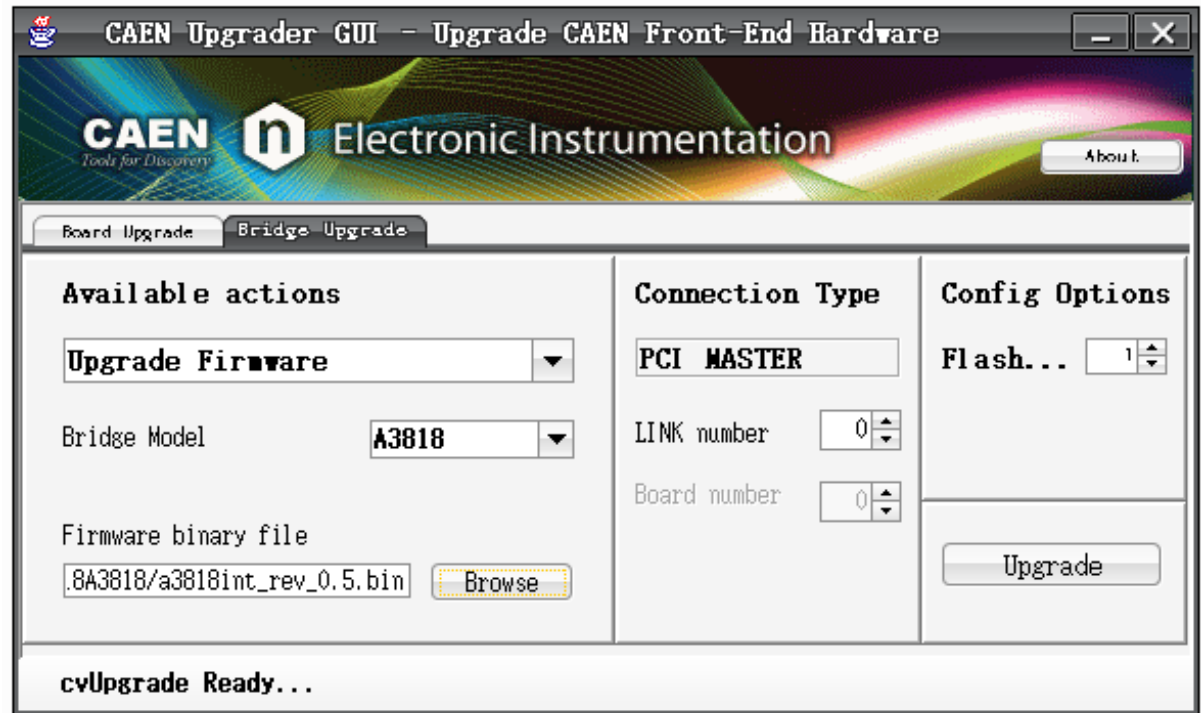 CAEN Upgrader GUI - Upgrade CAEN Front-End Hardware
CAEN n Electronic Instrumentation
Tools for Discovery
About
Board Upgrade
Bridge Upgrade
Available actions
Upgrade Firmware
Bridge Model
A3818
Firmware binary file
.8A3818/a3818int_rev_0.5.bin
Browse
Connection Type
PCI MASTER
LINK number
0
Board number
0
Config Options
Flash... 1
Upgrade
cvUpgrade Ready...